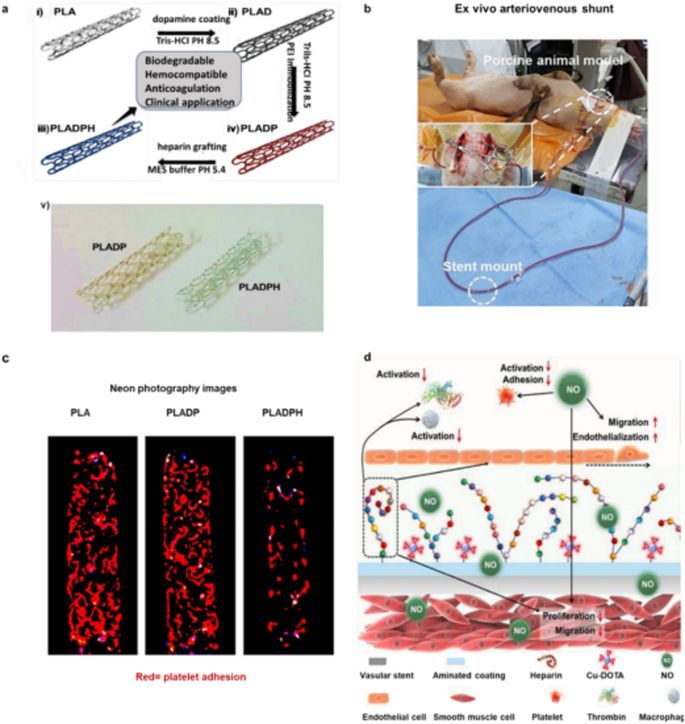 a
i) PLA
dopamine coating
Tris-HCl PH 8.5
ii) PLAD
Biodegradable
Hemocompatible
Anticoagulation
Clinical application
Triis-HCl PH 8.5
PEI Immobilization
iii) PLADPH
heparin grafting
MES buffer PH 5.4
iv) PLADP
v)
PLADP
PLADPH
b
Ex vivo arteriovenous shunt
Porcine animal model
Stent mount
c
Neon photography images
PLA
PLADP
PLADPH
Red= platelet adhesion
d
Activation
Activation
Adhesion
NO
Activation
Migration
Endothelialization
NO
NO
NO
NO
NO
NO
Proliferation
Migration
Vasular stent
Aminated coating
Heparin
Cu-DOTA
NO
Endothelial cell
Smooth muscle cell
Platelet
Thrombin
Macrophag